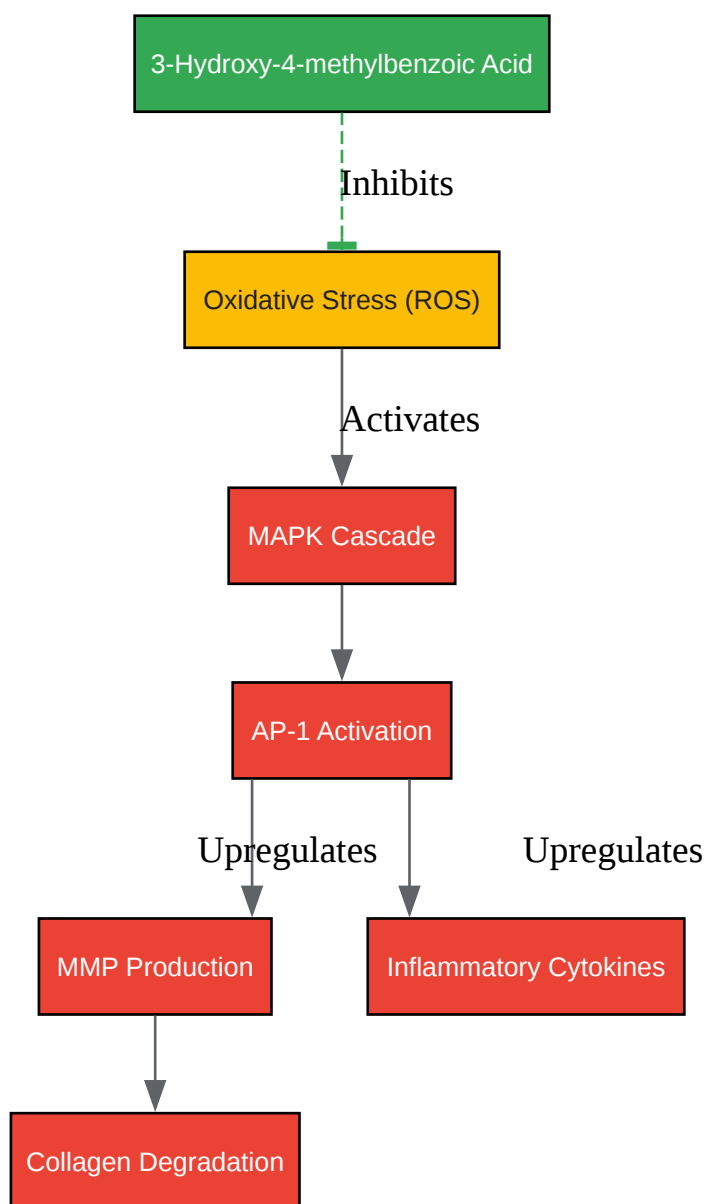 3-Hydroxy-4-methylbenzoic Acid
Inhibits
Oxidative Stress (ROS)
Activates
MAPK Cascade
AP-1 Activation
Upregulates
Upregulates
MMP Production
Inflammatory Cytokines
Collagen Degradation